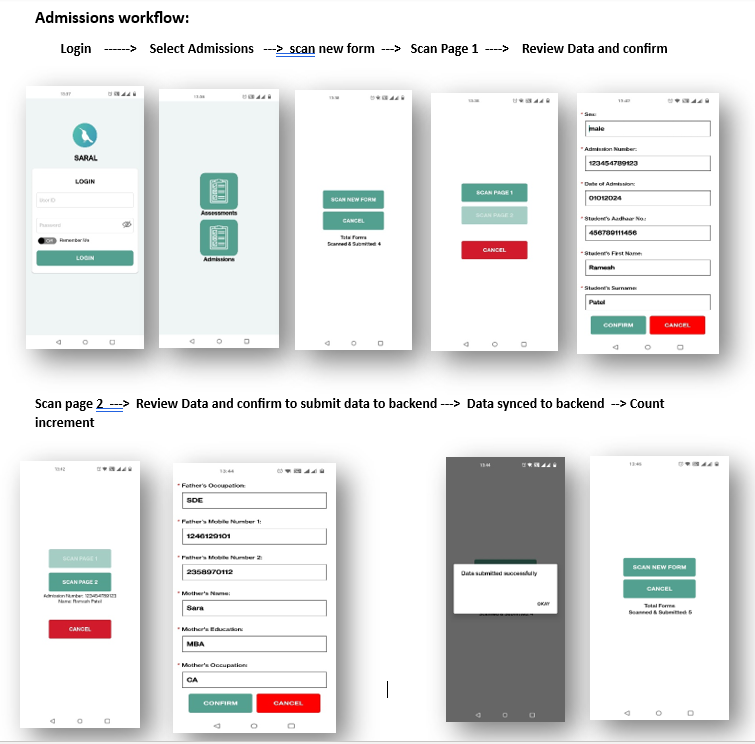 Admissions workflow:
Login ------> Select Admissions ---> scan new form ---> Scan Page 1 ----> Review Data and confirm
13:37
SARAL
LOGIN
User ID
Password
Off Remember Me
LOGIN
13:38
Assessments
Admissions
13:38
SCAN NEW FORM
CANCEL
Total Forms
Scanned & Submitted: 4
13:39
SCAN PAGE 1
SCAN PAGE 2
CANCEL
13:41
* Sex:
male
* Admission Number:
123454789123
* Date of Admission:
01012024
* Student's Aadhaar No.:
456789111456
* Student's First Name:
Ramesh
* Student's Surname:
Patel
CONFIRM CANCEL
Scan page 2 ---> Review Data and confirm to submit data to backend ---> Data synced to backend --> Count
increment
13:42
SCAN PAGE 1
SCAN PAGE 2
Admission Number: 123454789123
Name: Ramesh Patel
CANCEL
13:44
* Father's Occupation:
SDE
* Father's Mobile Number 1:
1246129101
* Father's Mobile Number 2:
2358970112
* Mother's Name:
Sara
* Mother's Education:
MBA
* Mother's Occupation:
CA
CONFIRM CANCEL
13:44
Data submitted successfully
OKAY
13:46
SCAN NEW FORM
CANCEL
Total Forms
Scanned & Submitted: 5